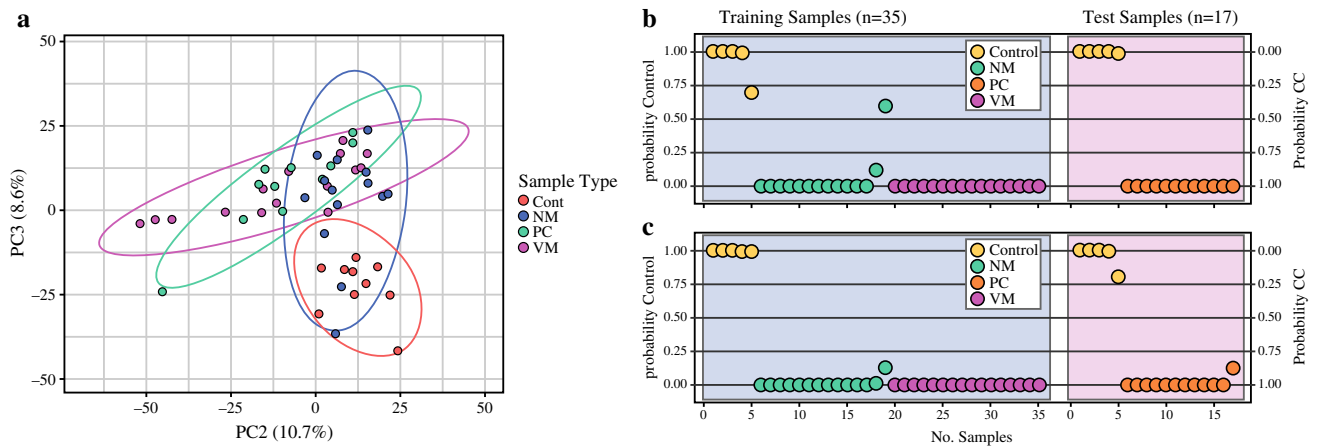 a
50
25
0
−25
−50
−50
−25
0
25
50
PC3 (8.6%)
PC2 (10.7%)
Sample Type
Cont
NM
PC
VM
b
Training Samples (n=35)
Test Samples (n=17)
1.00
0.75
0.50
0.25
0.00
probability Control
Control
NM
PC
VM
0.00
0.25
0.50
0.75
1.00
Probability CC
c
1.00
0.75
0.50
0.25
0.00
probability Control
Control
NM
PC
VM
0.00
0.25
0.50
0.75
1.00
Probability CC
0 5 10 15 20 25 30 35
0 5 10 15
No. Samples